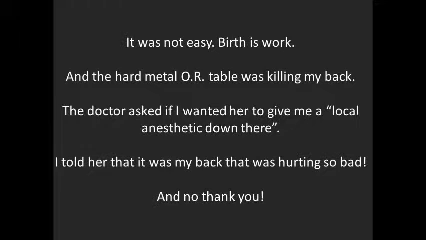 It was not easy. Birth is work.
And the hard metal O.R. table was killing my back.
The doctor asked if I wanted her to give me a “local
anesthetic down there”.
I told her that it was my back that was hurting so bad!
And no thank you!